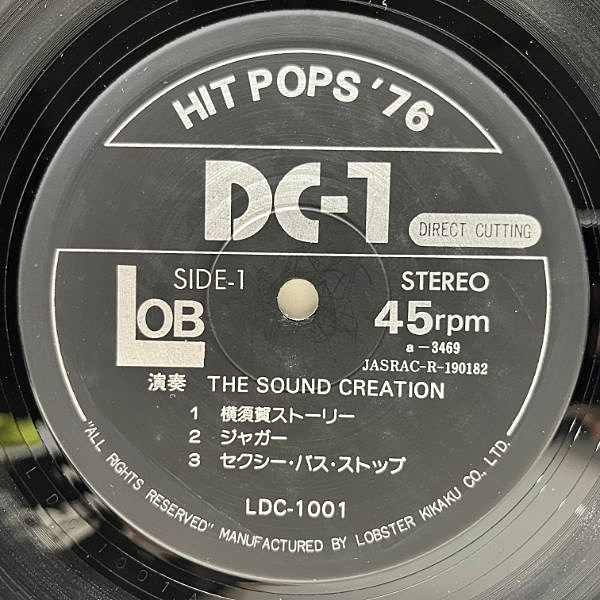 HIT POPS '76
DC-1
DIRECT CUTTING
LOB
SIDE-1
STEREO
45rpm
a-3469
JASRAC-R-190182
演奏 THE SOUND CREATION
1 横須賀ストーリー
2 ジャガー
3 セクシー・バス・ストップ
LDC-1001
"ALL RIGHTS RESERVED" MANUFACTURED BY LOBSTER KIKAKU CO., LTD.